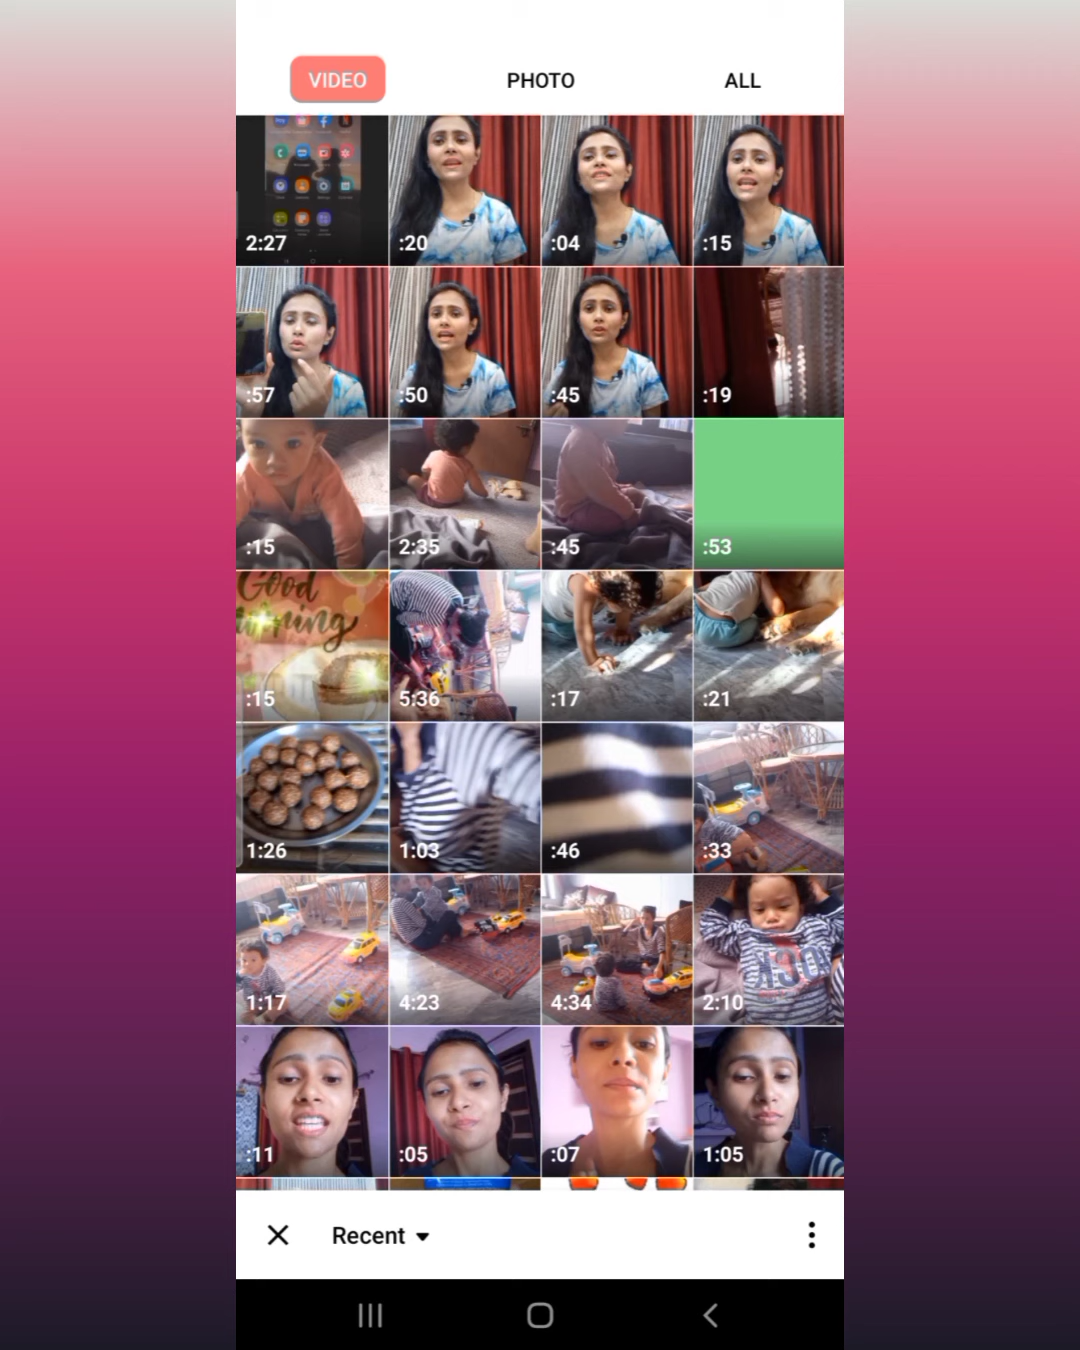 VIDEO PHOTO ALL
2:27 :20 :04 :15
:57 :50 :45 :19
:15 2:35 :45 :53
Good
:15 5:36 :17 :21
1:26 1:03 :46 :33
1:17 4:23 4:34 2:10
:11 :05 :07 1:05
Recent